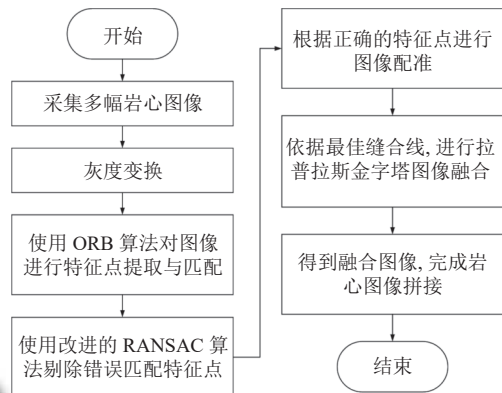 开始
采集多幅岩心图像
灰度变换
使用 ORB 算法对图像
进行特征点提取与匹配
使用改进的 RANSAC 算
法剔除错误匹配特征点
根据正确的特征点进行
图像配准
依据最佳缝合线, 进行拉
普拉斯金字塔图像融合
得到融合图像, 完成岩
心图像拼接
结束